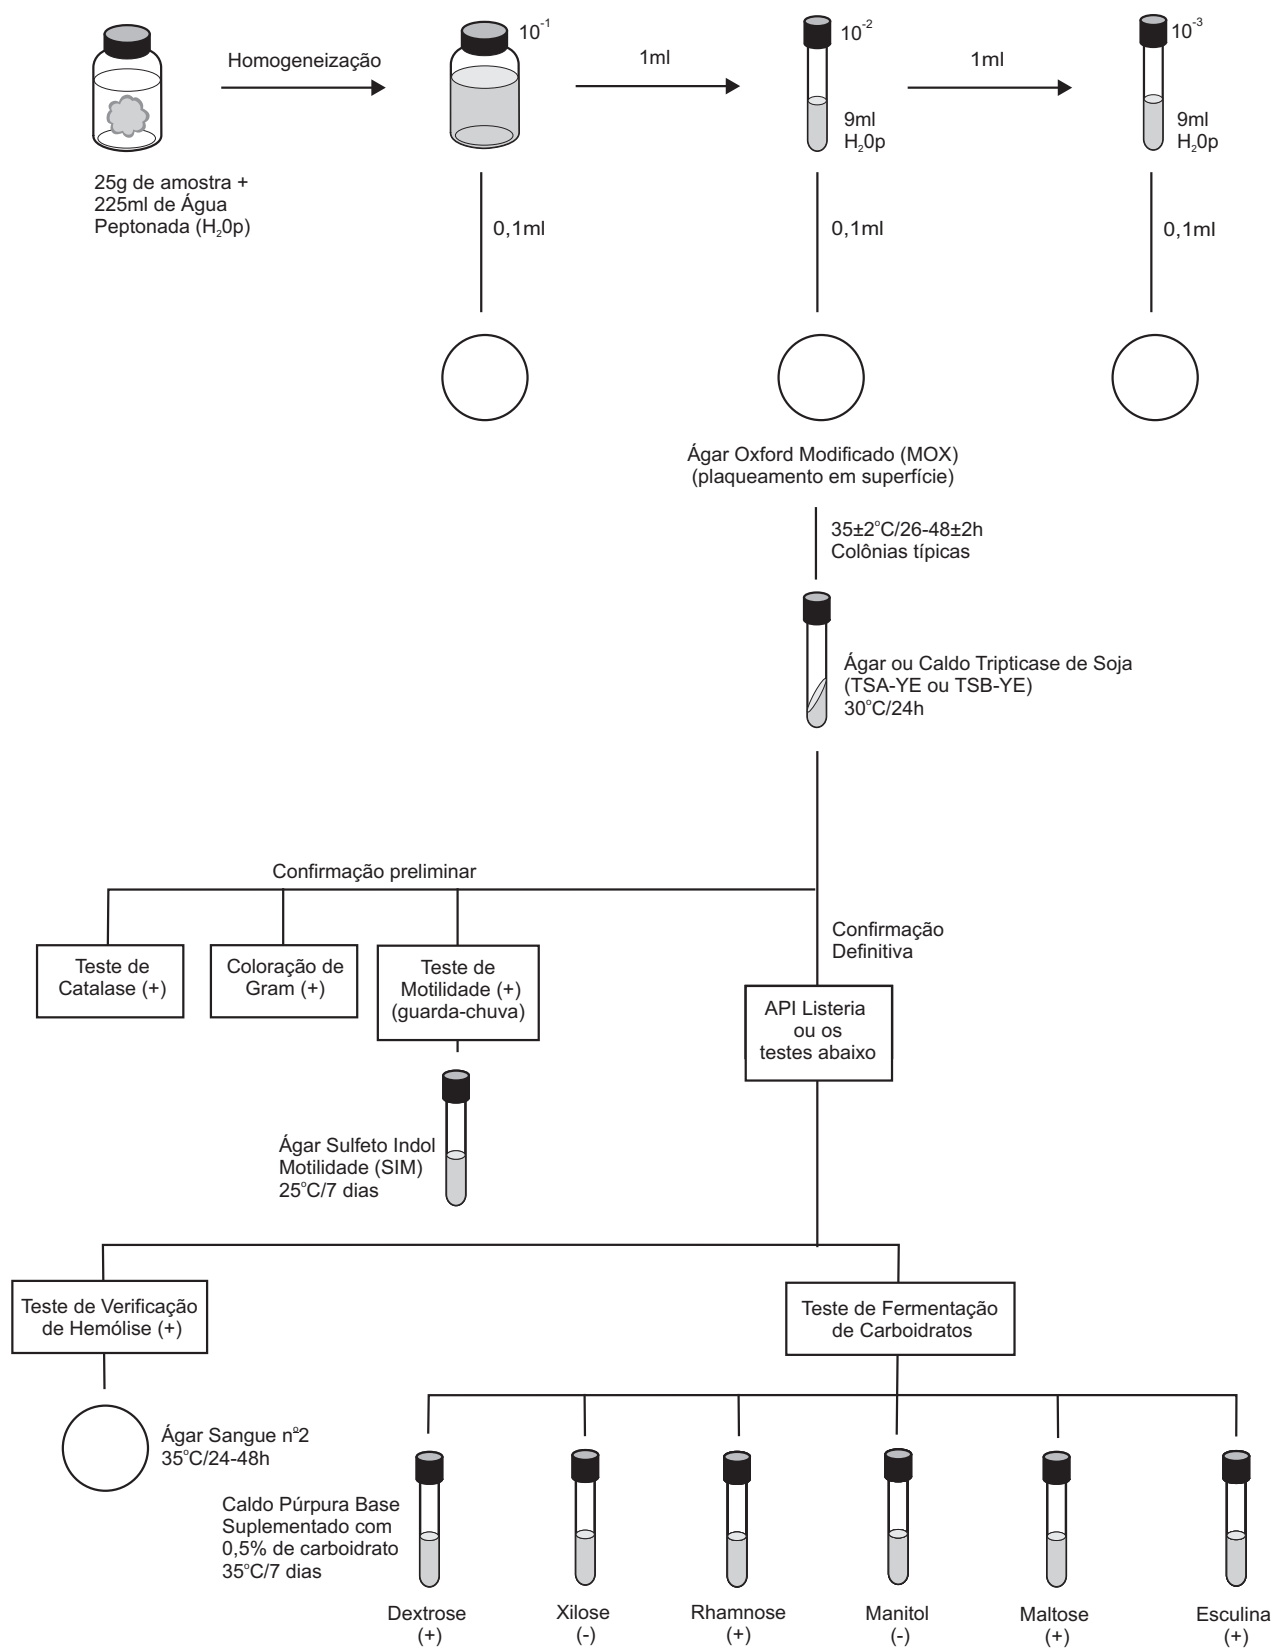 10⁻¹
10⁻²
10⁻³
Homogeneização
1ml
1ml
9ml
H₂0p
9ml
H₂0p
25g de amostra +
225ml de Água
Peptonada (H₂0p)
0,1ml
0,1ml
0,1ml
Ágar Oxford Modificado (MOX)
(plaqueamento em superfície)
35±2°C/26-48±2h
Colônias típicas
Ágar ou Caldo Tripticase de Soja
(TSA-YE ou TSB-YE)
30°C/24h
Confirmação preliminar
Confirmação
Definitiva
Teste de
Catalase (+)
Coloração de
Gram (+)
Teste de
Motilidade (+)
(guarda-chuva)
API Listeria
ou os
testes abaixo
Ágar Sulfeto Indol
Motilidade (SIM)
25°C/7 dias
Teste de Verificação
de Hemólise (+)
Teste de Fermentação
de Carboidratos
Ágar Sangue nº2
35°C/24-48h
Caldo Púrpura Base
Suplementado com
0,5% de carboidrato
35°C/7 dias
Dextrose
(+)
Xilose
(-)
Rhamnose
(+)
Manitol
(-)
Maltose
(+)
Esculina
(+)